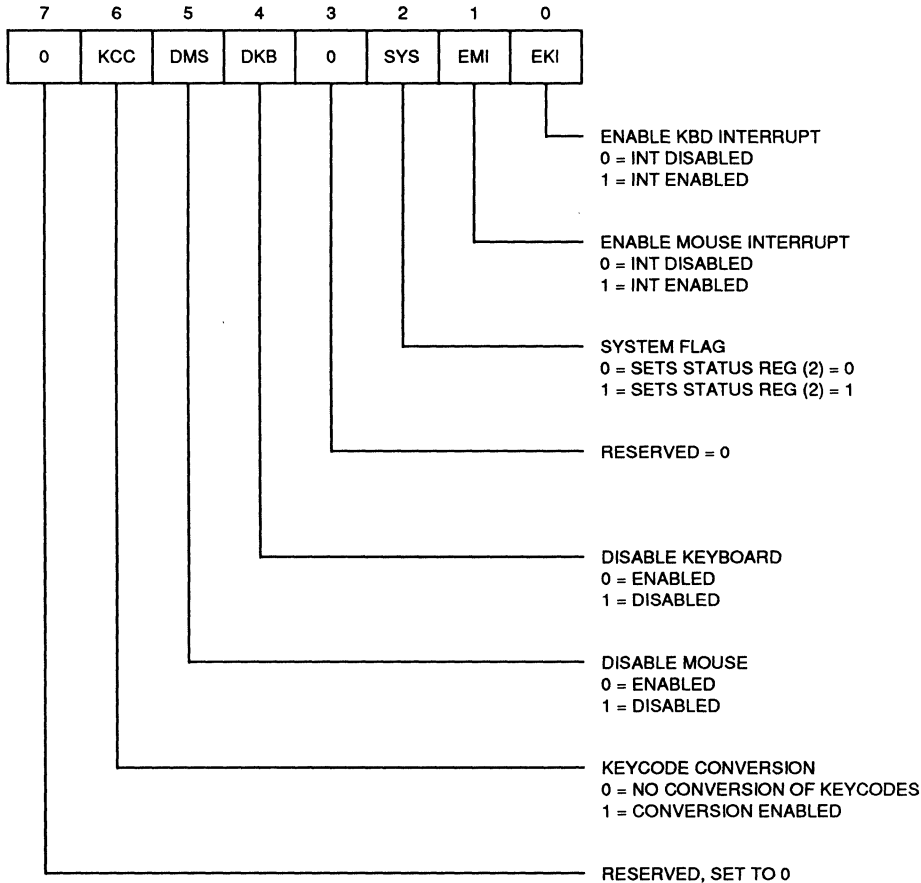 7 6 5 4 3 2 1 0
0 KCC DMS DKB 0 SYS EMI EKI
ENABLE KBD INTERRUPT
0 = INT DISABLED
1 = INT ENABLED
ENABLE MOUSE INTERRUPT
0 = INT DISABLED
1 = INT ENABLED
SYSTEM FLAG
0 = SETS STATUS REG (2) = 0
1 = SETS STATUS REG (2) = 1
RESERVED = 0
DISABLE KEYBOARD
0 = ENABLED
1 = DISABLED
DISABLE MOUSE
0 = ENABLED
1 = DISABLED
KEYCODE CONVERSION
0 = NO CONVERSION OF KEYCODES
1 = CONVERSION ENABLED
RESERVED, SET TO 0